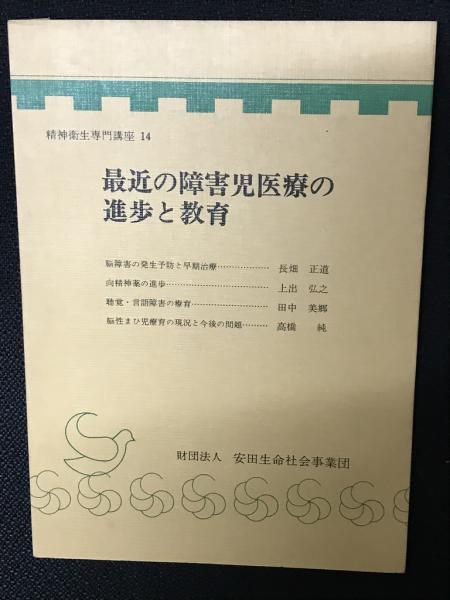 精神衛生専門講座 14
最近の障害児医療の
進歩と教育
脳障害の発生予防と早期治療……………… 長畑 正道
向精神薬の進歩…………………………… 上出 弘之
聴覚・言語障害の療育…………………… 田中 美郷
脳性まひ児療育の現況と今後の問題……… 高橋 純
財団法人 安田生命社会事業団